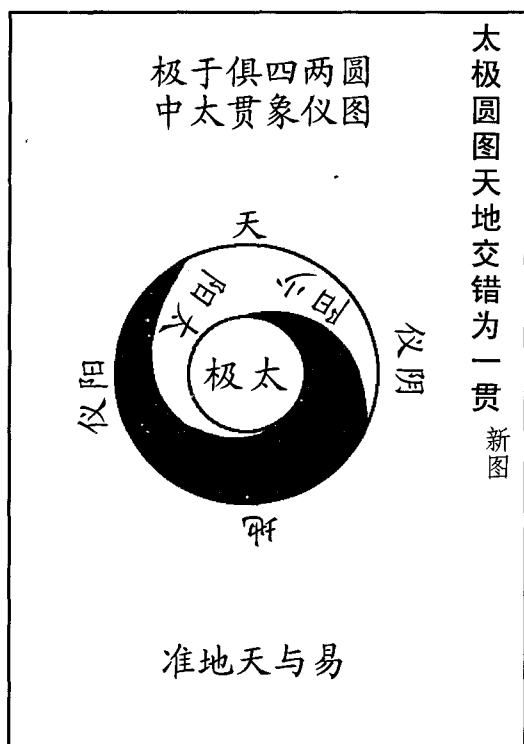 太极圆图天地交错为一贯
新图
圆图
两仪
四象
俱贯
于太
极中
天
少阳
太阳
阴仪
太极
阳仪
地
易与天地准